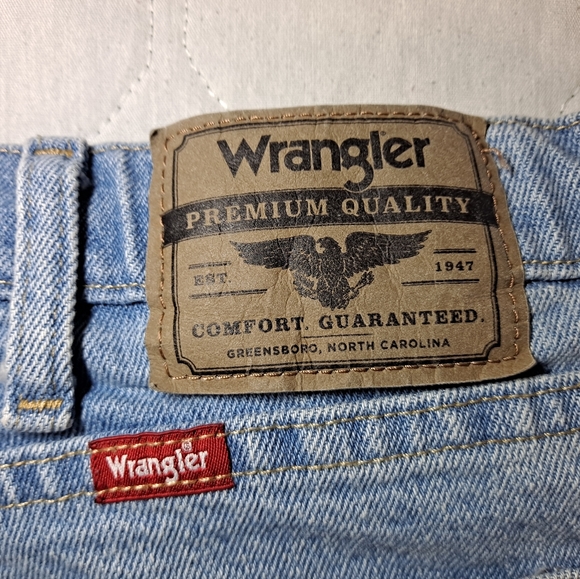 Wrangler
PREMIUM QUALITY
EST. 1947
COMFORT. GUARANTEED.
GREENSBORO, NORTH CAROLINA
Wrangler®